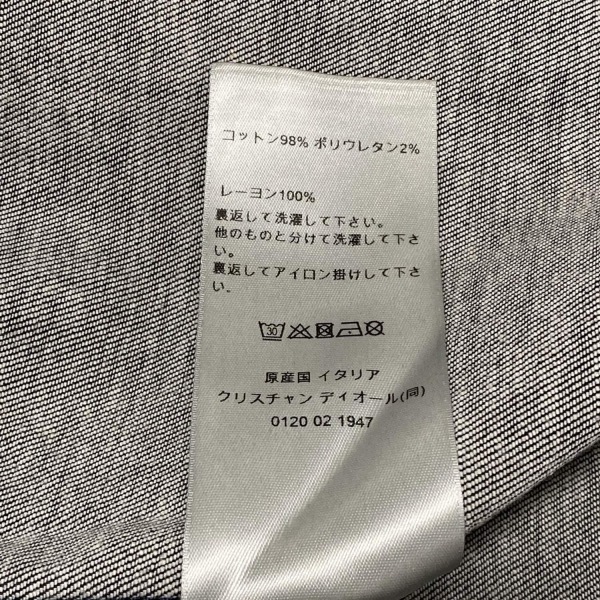 コットン98% ポリウレタン2%
レーヨン100%
裏返して洗濯して下さい。
他のものと分けて洗濯して下さ
い。
裏返してアイロン掛けして下さ
い.
30
原産国 イタリア
クリスチャン ディオール(同)
0120 02 1947